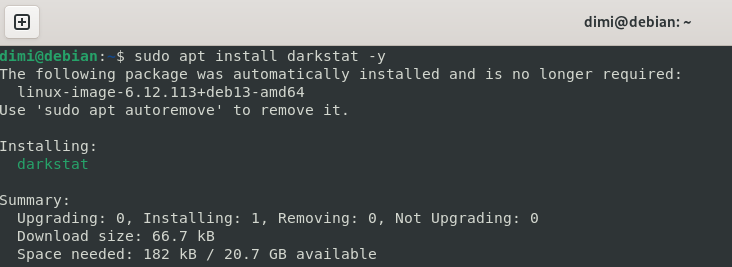 dimi@debian: ~
dimi@debian:~$ sudo apt install darkstat -y
The following package was automatically installed and is no longer required:
  linux-image-6.12.113+deb13-amd64
Use 'sudo apt autoremove' to remove it.

Installing:
  darkstat

Summary:
  Upgrading: 0, Installing: 1, Removing: 0, Not Upgrading: 0
  Download size: 66.7 kB
  Space needed: 182 kB / 20.7 GB available